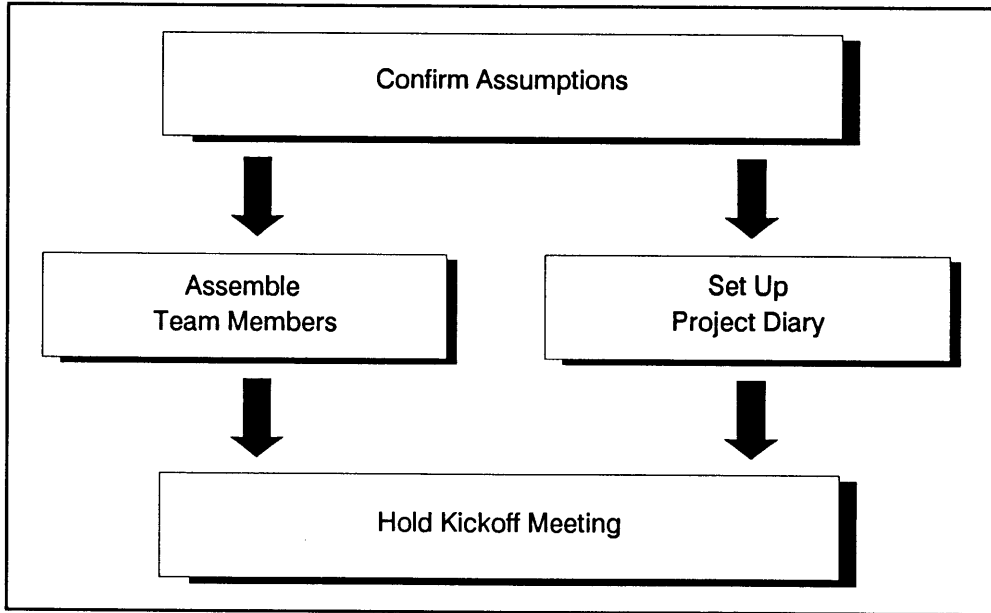 Confirm Assumptions
Assemble
Team Members
Set Up
Project Diary
Hold Kickoff Meeting